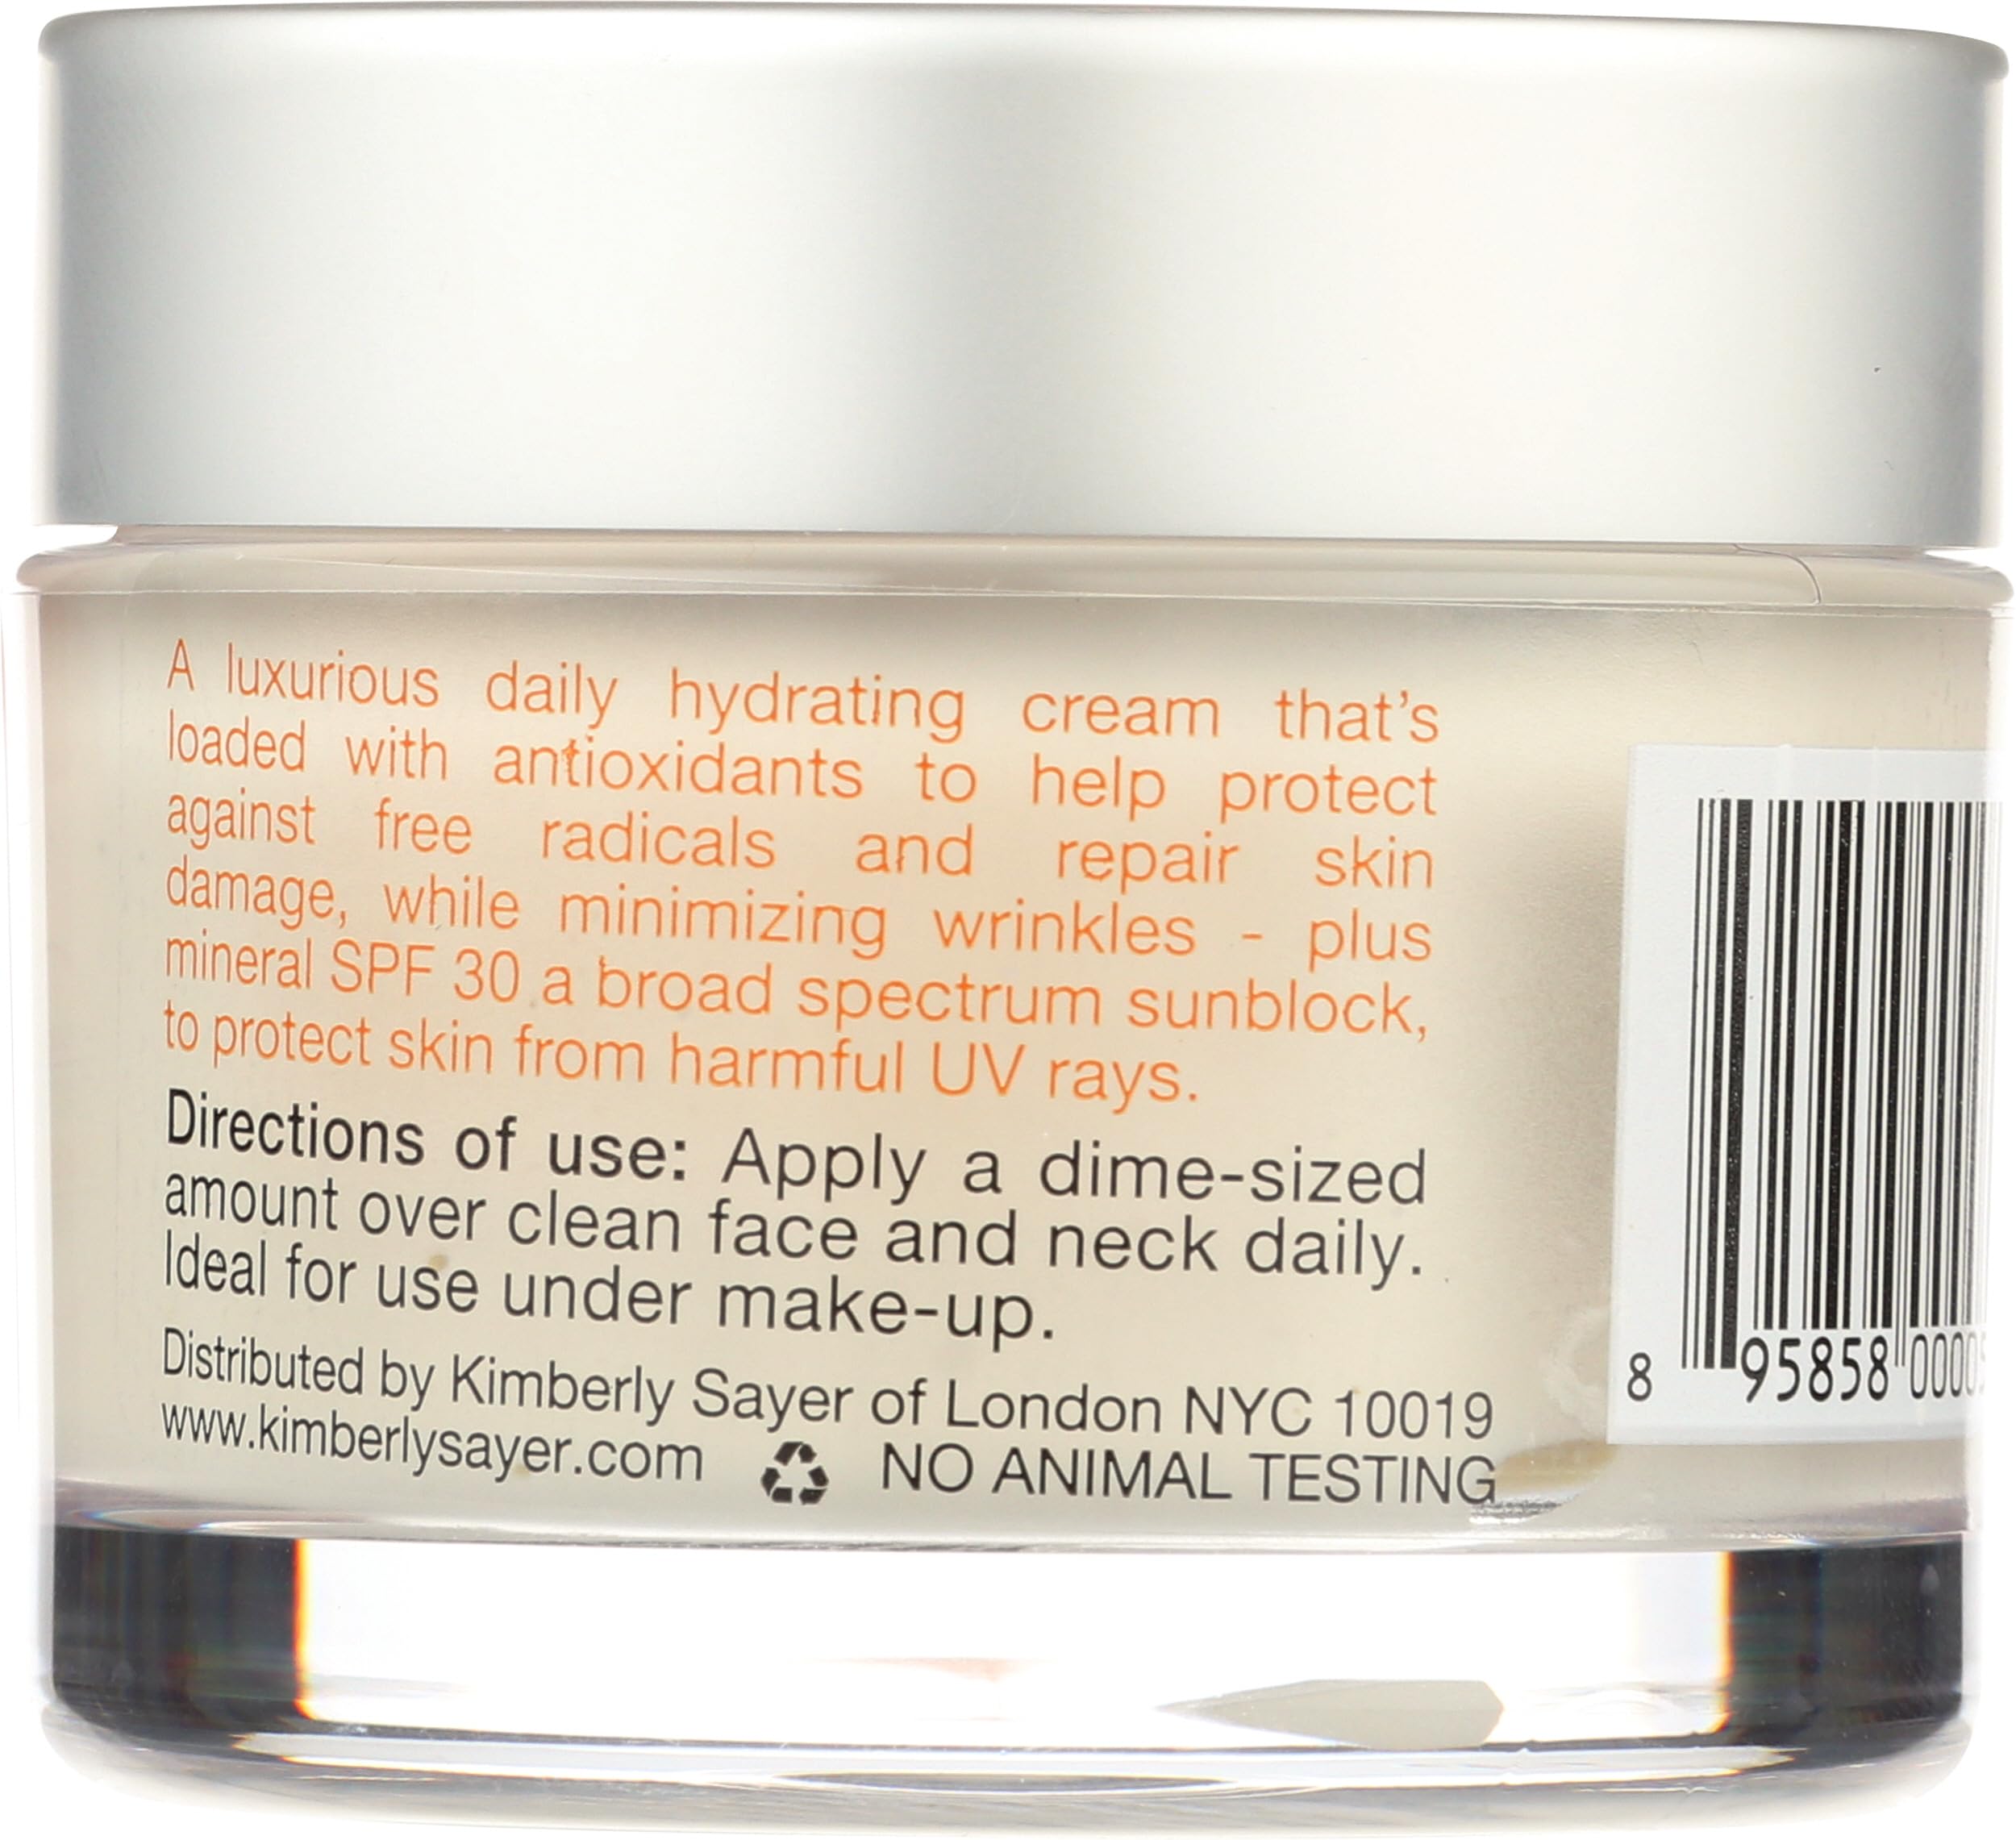 A luxurious daily hydrating cream that's
loaded with antioxidants to help protect
against free radicals and repair skin
damage, while minimizing wrinkles - plus
mineral SPF 30 a broad spectrum sunblock,
to protect skin from harmful UV rays.
Directions of use: Apply a dime-sized
amount over clean face and neck daily.
Ideal for use under make-up.
Distributed by Kimberly Sayer of London NYC 10019
www.kimberlysayer.com NO ANIMAL TESTING
8 95858 0000